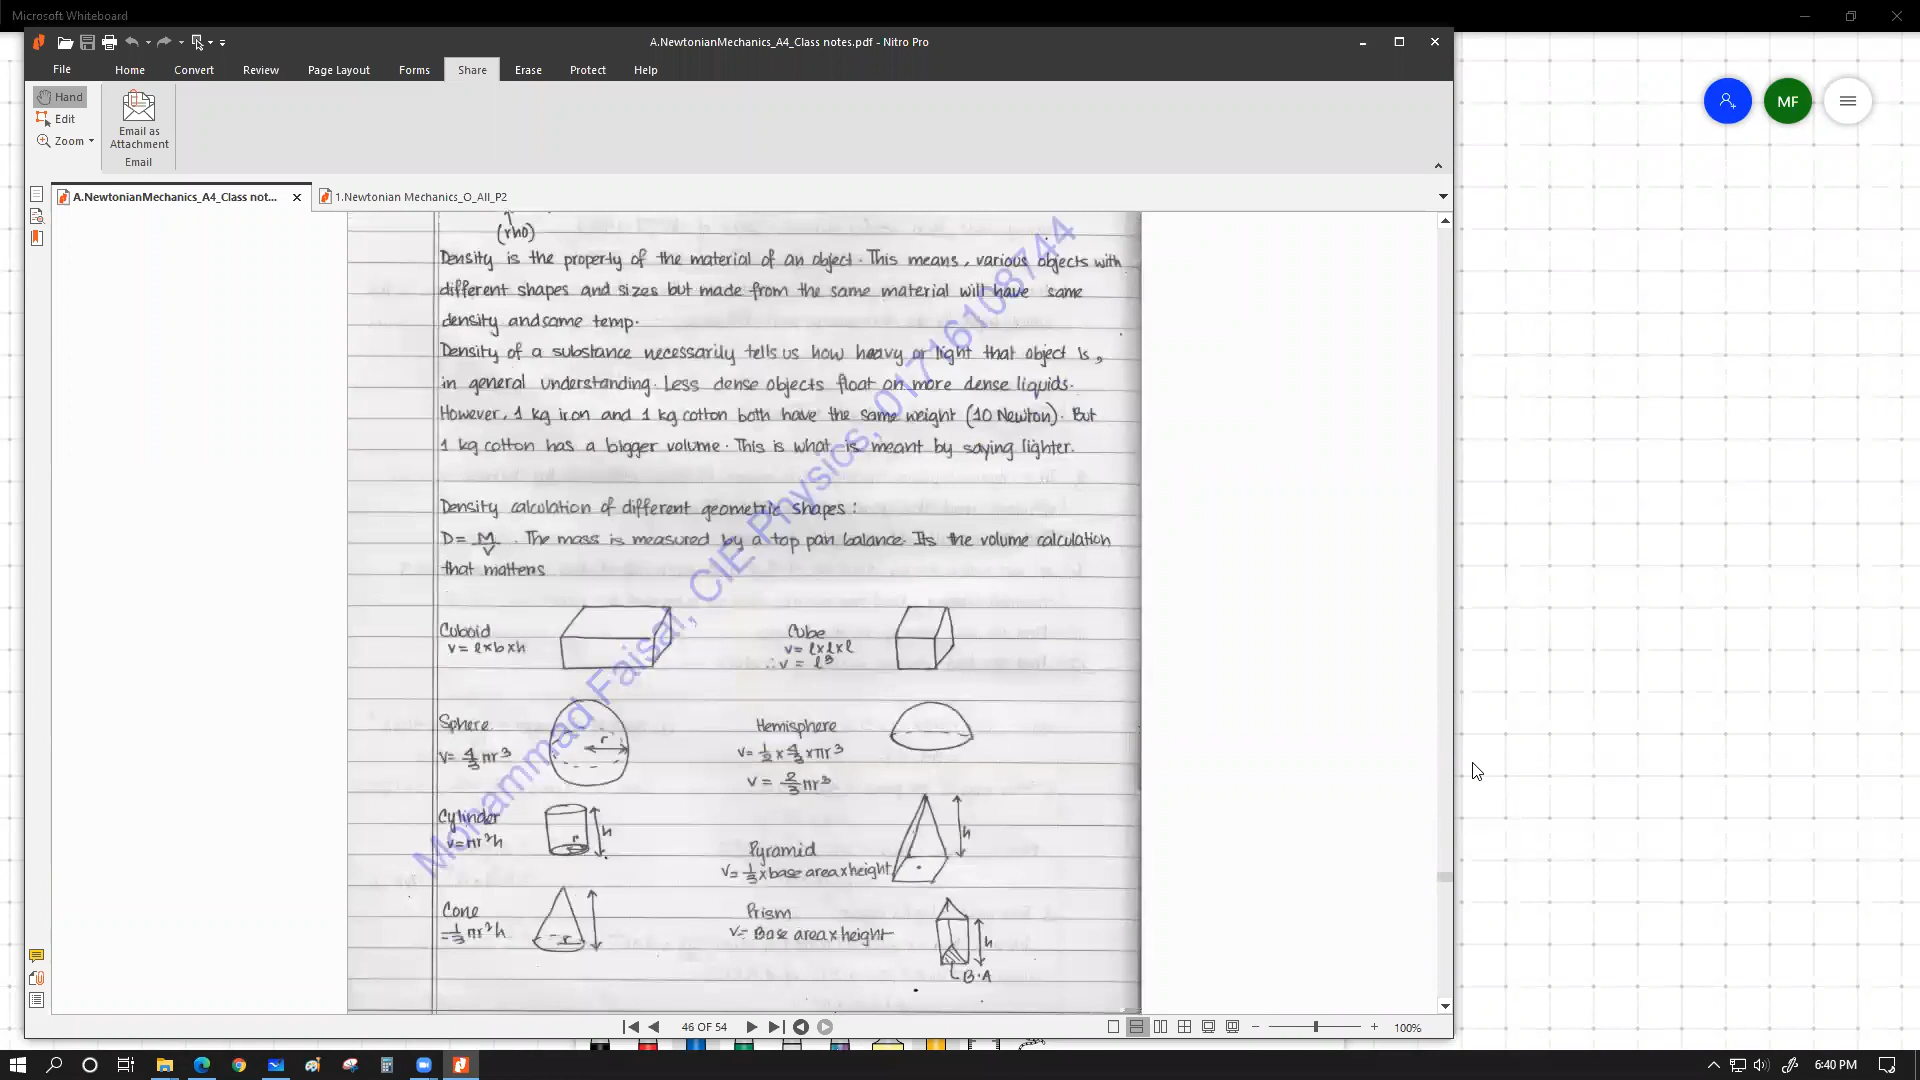 Microsoft Whiteboard
A.NewtonianMechanics_A4_Class notes.pdf - Nitro Pro
File Home Convert Review Page Layout Forms Share Erase Protect Help
Hand
Edit
Zoom
Email as
Attachment
Email
MF
A.NewtonianMechanics_A4_Class not...
1.Newtonian Mechanics_O_All_P2
(rho)
Density is the property of the material of an object. This means, various objects with
different shapes and sizes but made from the same material will have same
density and same temp.
Density of a substance necessarily tells us how heavy or light that object is,
in general understanding. Less dense objects float on more dense liquids.
However, 1 kg iron and 1 kg cotton both have the same weight (10 Newton). But
1 kg cotton has a bigger volume. This is what is meant by saying lighter.
Density calculation of different geometric shapes:
D = M/V. The mass is measured by a top pan balance. Its the volume calculation
that matters
Cuboid
V = l×b×h
Cube
V = l×l×l
∴ V = l³
Sphere
V = 4/3 πr³
r
Hemisphere
V = 1/2 × 4/3 × πr³
V = 2/3 πr³
Cylinder
V = πr²h
r
h
Pyramid
V = 1/3 × base area × height
h
Cone
1/3 πr²h
r
Prism
V = Base area × height
h
B.A
Mohammad Faisal, CIE Physics, 01716108744
46 OF 54
100%
6:40 PM